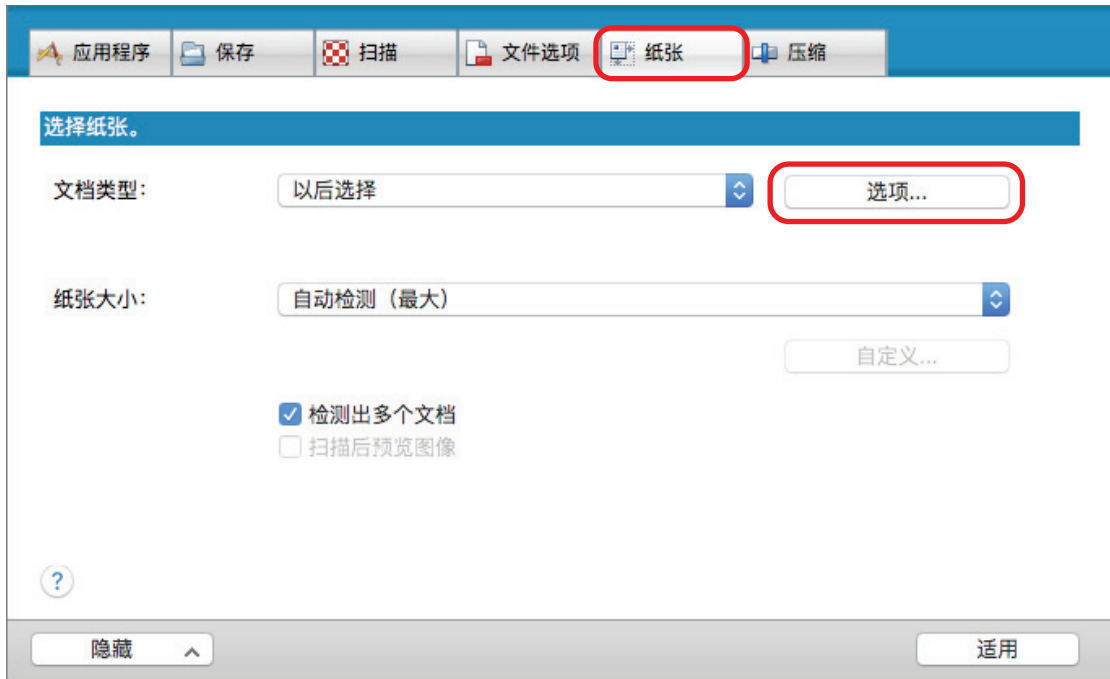 应用程序 保存 扫描 文件选项 纸张 压缩
选择纸张。
文档类型： 以后选择 选项...
纸张大小： 自动检测（最大）
自定义...
检测出多个文档
扫描后预览图像
?
隐藏 适用